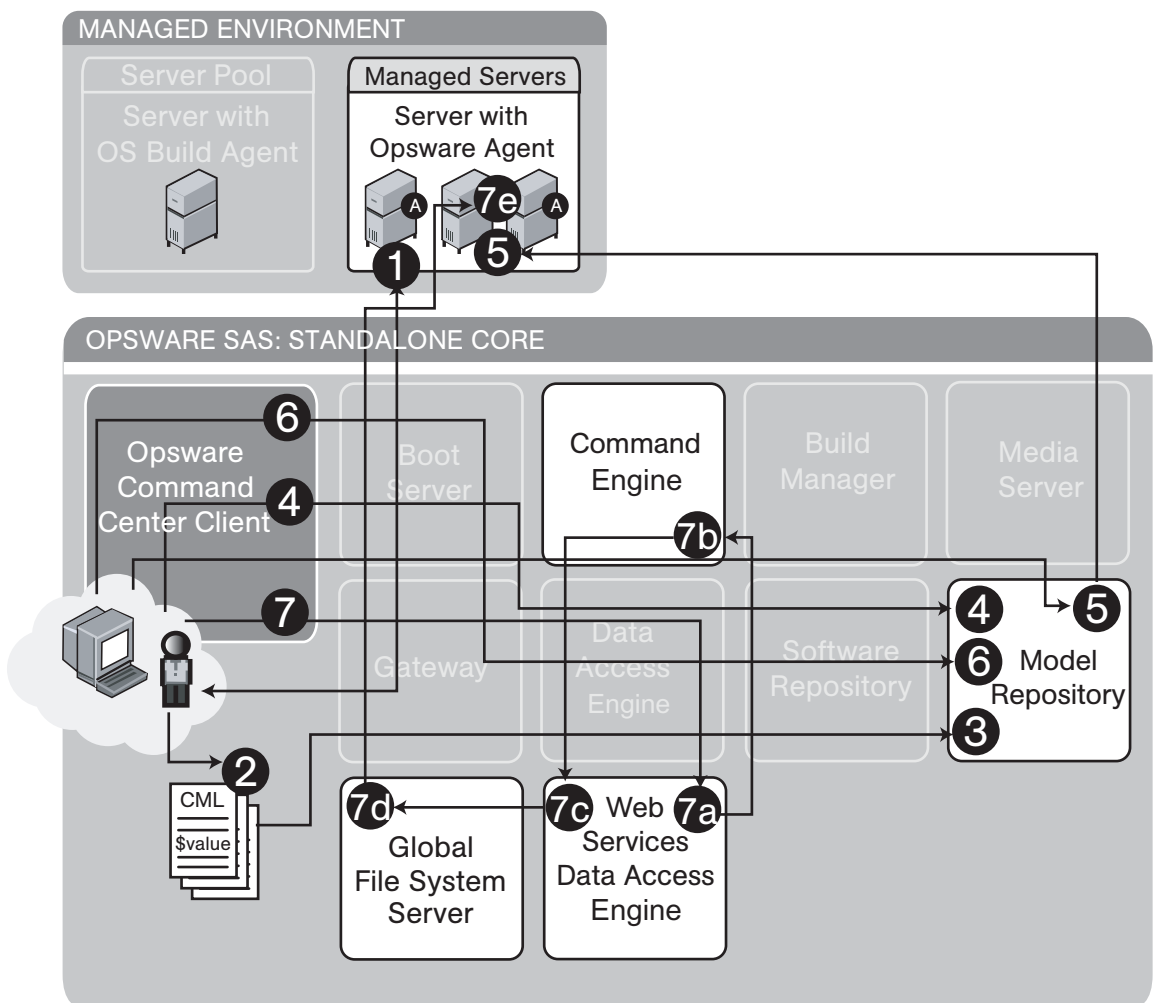 MANAGED ENVIRONMENT
Server Pool
Server with
OS Build Agent
Managed Servers
Server with
Opsware Agent
A
7e
A
1
5
OPSWARE SAS: STANDALONE CORE
6
Opsware
Command
Center Client
4
7
Boot
Server
Command
Engine
7b
Build
Manager
Media
Server
Gateway
Data
Access
Engine
Software
Repository
4
5
6
Model
Repository
3
2
CML
$value
7d
Global
File System
Server
7c
Web
7a
Services
Data Access
Engine